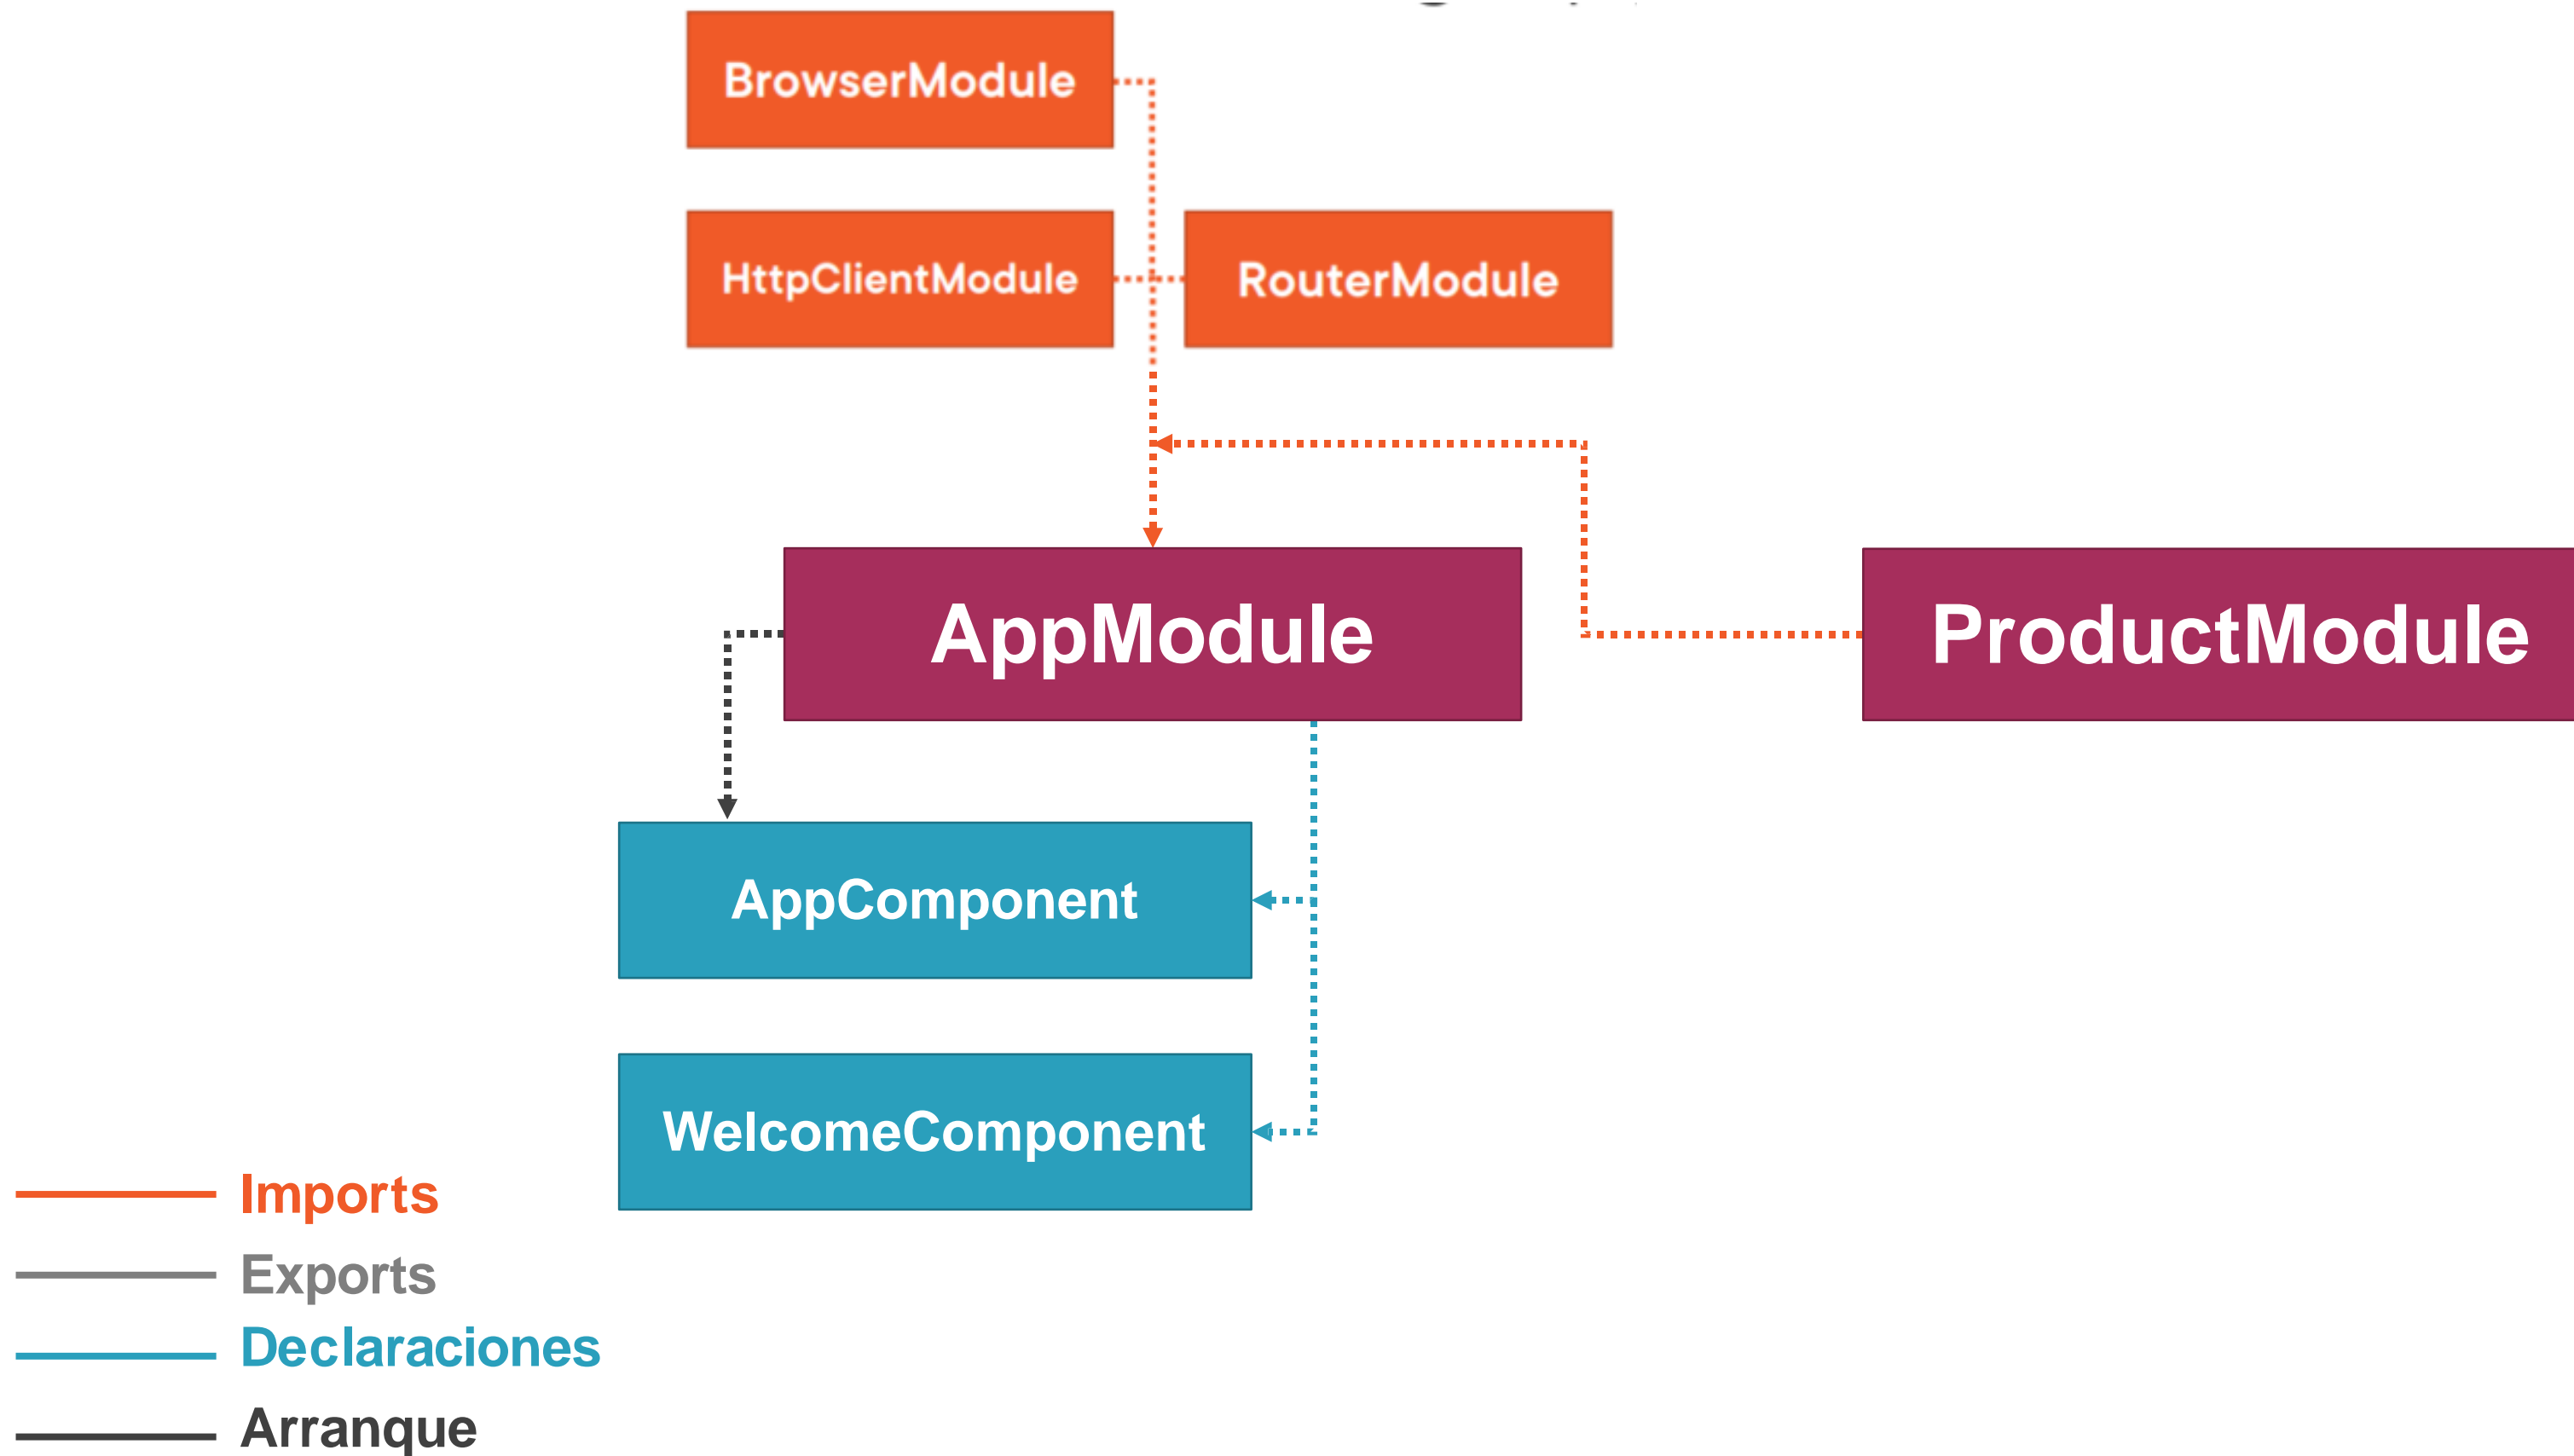 BrowserModule
HttpClientModule
RouterModule
AppModule
ProductModule
AppComponent
WelcomeComponent
Imports
Exports
Declaraciones
Arranque